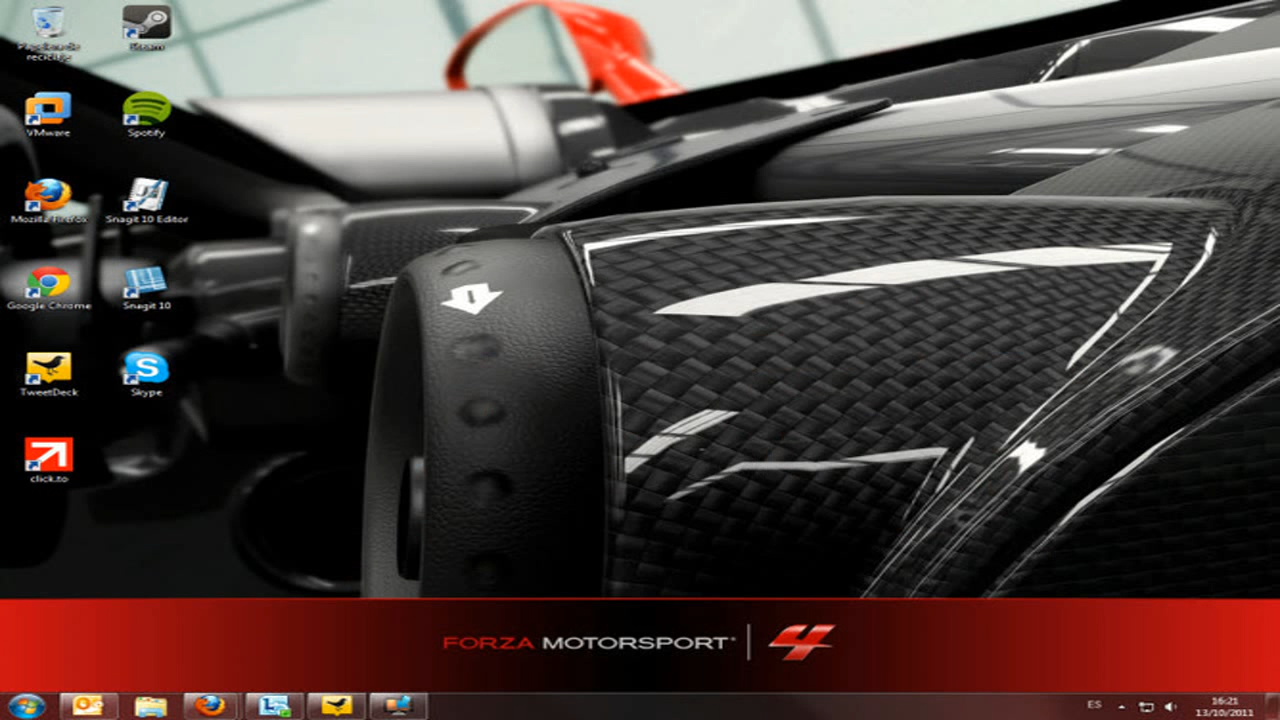 Papelera de
reciclaje
Steam
VMware
Spotify
Mozilla Firefox
Snagit 10 Editor
Google Chrome
Snagit 10
TweetDeck
Skype
click.to
FORZA MOTORSPORT 4
ES
16:21
13/10/2011